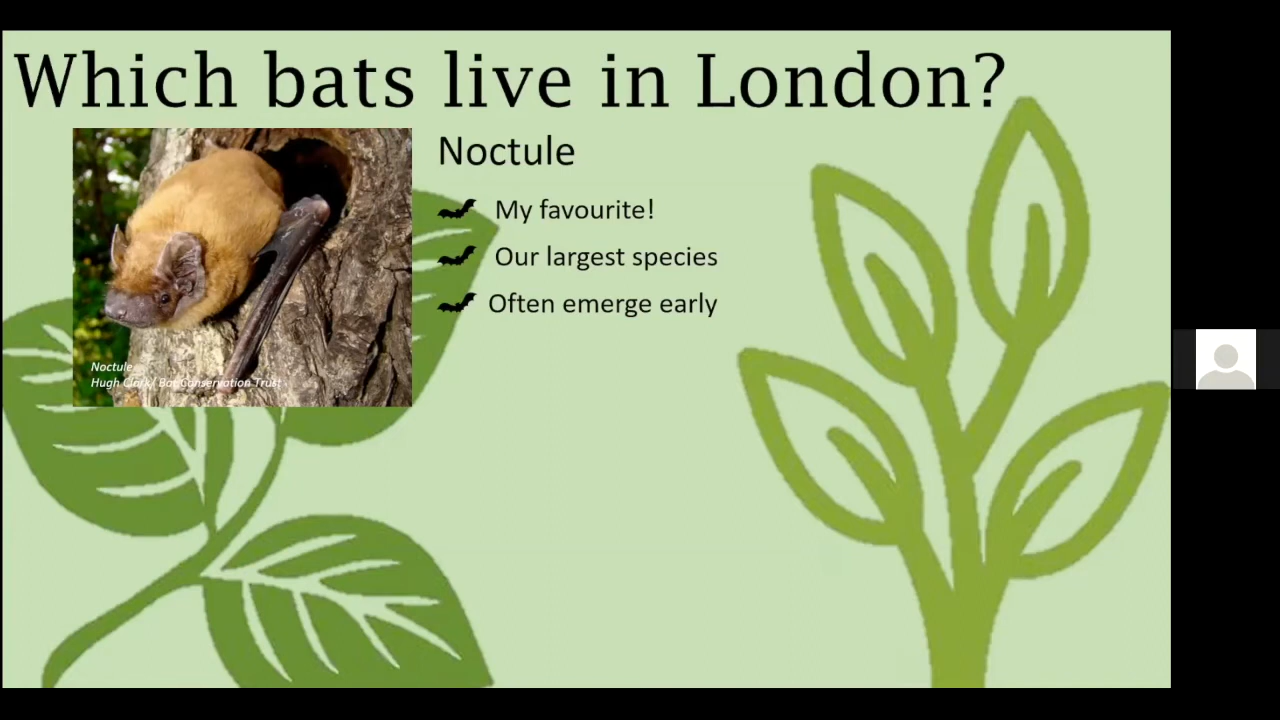 Which bats live in London?
Noctule
My favourite!
Our largest species
Often emerge early
Noctule
Hugh Clark/ Bat Conservation Trust